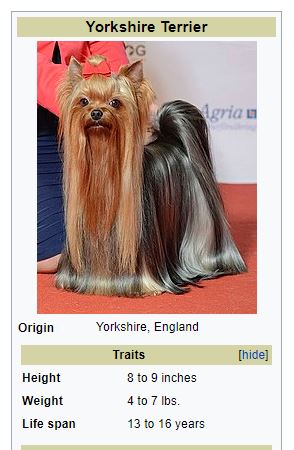 Yorkshire Terrier
OG
Agria
Origin Yorkshire, England
Traits [hide]
Height 8 to 9 inches
Weight 4 to 7 lbs.
Life span 13 to 16 years